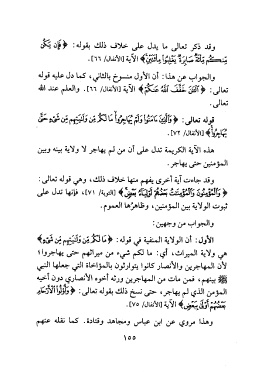 وقد ذكر تعالى ما يدل على خلاف ذلك بقوله: ﴿فَإِن يَكُن
مِّنكُم مِّائَةٌ صَابِرَةٌ يَغْلِبُوا مِائَتَيْنِ﴾ الآية [الأنفال/ ٦٦].
والجواب عن هذا: أن الأول منسوخ بالثاني، كما دل عليه قوله
تعالى: ﴿الْآنَ خَفَّفَ اللَّهُ عَنكُمْ﴾ الآية [الأنفال/ ٦٦]. والعلم عند الله
تعالى.
قوله تعالى: ﴿وَالَّذِينَ آمَنُوا وَلَمْ يُهَاجِرُوا مَا لَكُم مِّن وَلَايَتِهِم مِّن شَيْءٍ حَتَّى
يُهَاجِرُوا﴾ [الأنفال/ ٧٢].
هذه الآية الكريمة تدل على أن من لم يهاجر لا ولاية بينه وبين
المؤمنين حتى يهاجر.
وقد جاءت آية أخرى يفهم منها خلاف ذلك، وهي قوله تعالى:
﴿وَالْمُؤْمِنُونَ وَالْمُؤْمِنَاتُ بَعْضُهُمْ أَوْلِيَاءُ بَعْضٍ﴾ [التوبة/ ٧١]، فإنها تدل على
ثبوت الولاية بين المؤمنين، وظاهرها العموم.
والجواب من وجهين:
الأول: أن الولاية المنفية في قوله: ﴿مَا لَكُم مِّن وَلَايَتِهِم مِّن شَيْءٍ﴾
هي ولاية الميراث، أي: ما لكم شيء من ميراثهم حتى يهاجروا؛
لأن المهاجرين والأنصار كانوا يتوارثون بالمؤاخاة التي جعلها النبي
ﷺ بينهم، فمن مات من المهاجرين ورثه أخوه الأنصاري دون أخيه
المؤمن الذي لم يهاجر، حتى نسخ ذلك بقوله تعالى: ﴿وَأُولُو الْأَرْحَامِ
بَعْضُهُمْ أَوْلَى بِبَعْضٍ﴾ الآية [الأنفال/ ٧٥].
وهذا مروي عن ابن عباس ومجاهد وقتادة. كما نقله عنهم
١٥٥